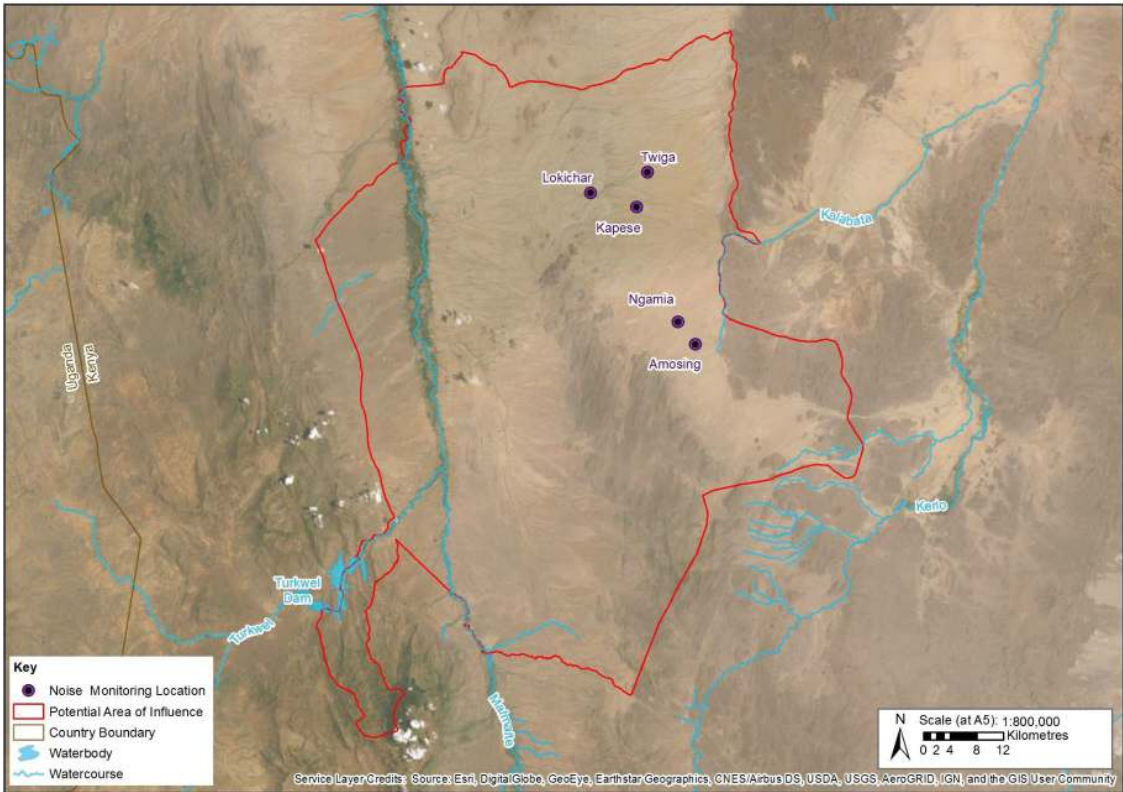 Twiga
Lokichar
Kapese
Kalabata
Ngamia
Amosing
Uganda
Kenya
Kerio
Turkwel
Dam
Turkwel
Malmalte
Key
Noise Monitoring Location
Potential Area of Influence
Country Boundary
Waterbody
Watercourse
N
Scale (at A5): 1:800,000
Kilometres
0 2 4 8 12
Service Layer Credits: Source: Esri, DigitalGlobe, GeoEye, Earthstar Geographics, CNES/Airbus DS, USDA, USGS, AeroGRID, IGN, and the GIS User Community